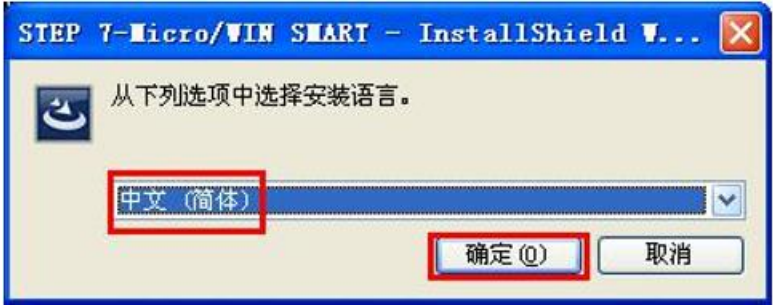 STEP 7-Micro/WIN SMART - InstallShield W...
从下列选项中选择安装语言。
中文 (简体)
确定(O) 取消